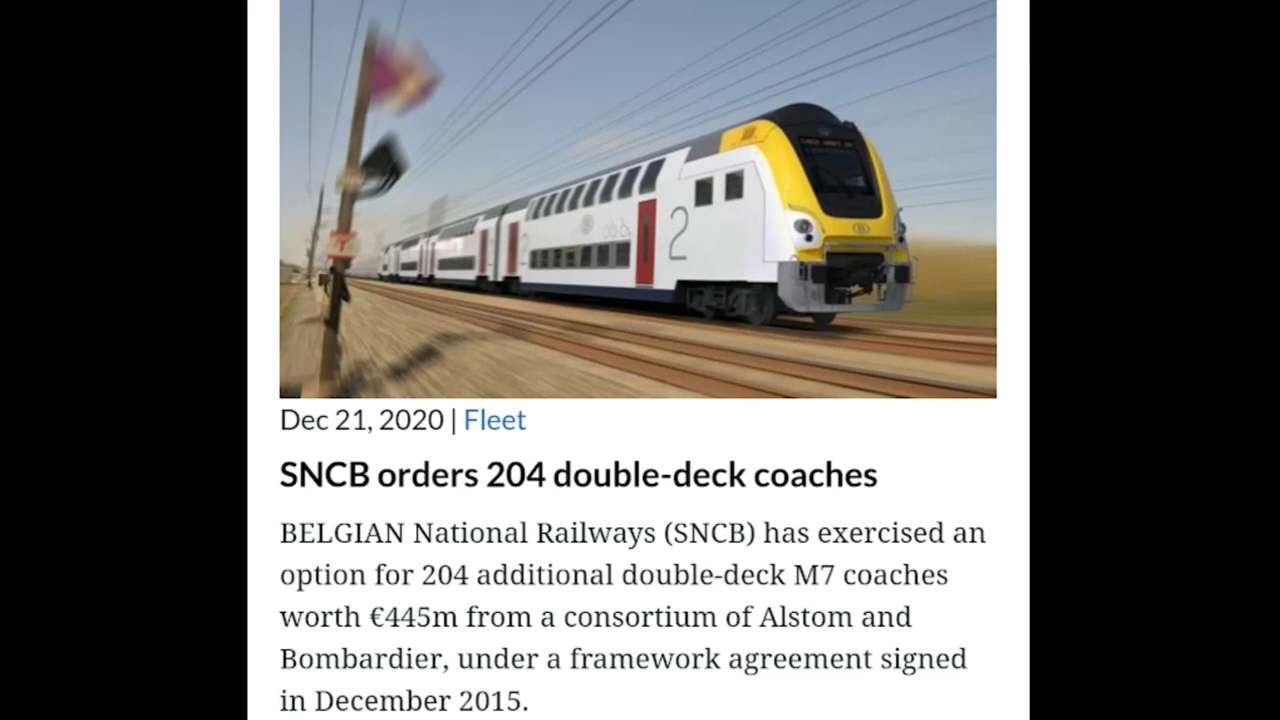 2
Dec 21, 2020 | Fleet
SNCB orders 204 double-deck coaches
BELGIAN National Railways (SNCB) has exercised an
option for 204 additional double-deck M7 coaches
worth €445m from a consortium of Alstom and
Bombardier, under a framework agreement signed
in December 2015.